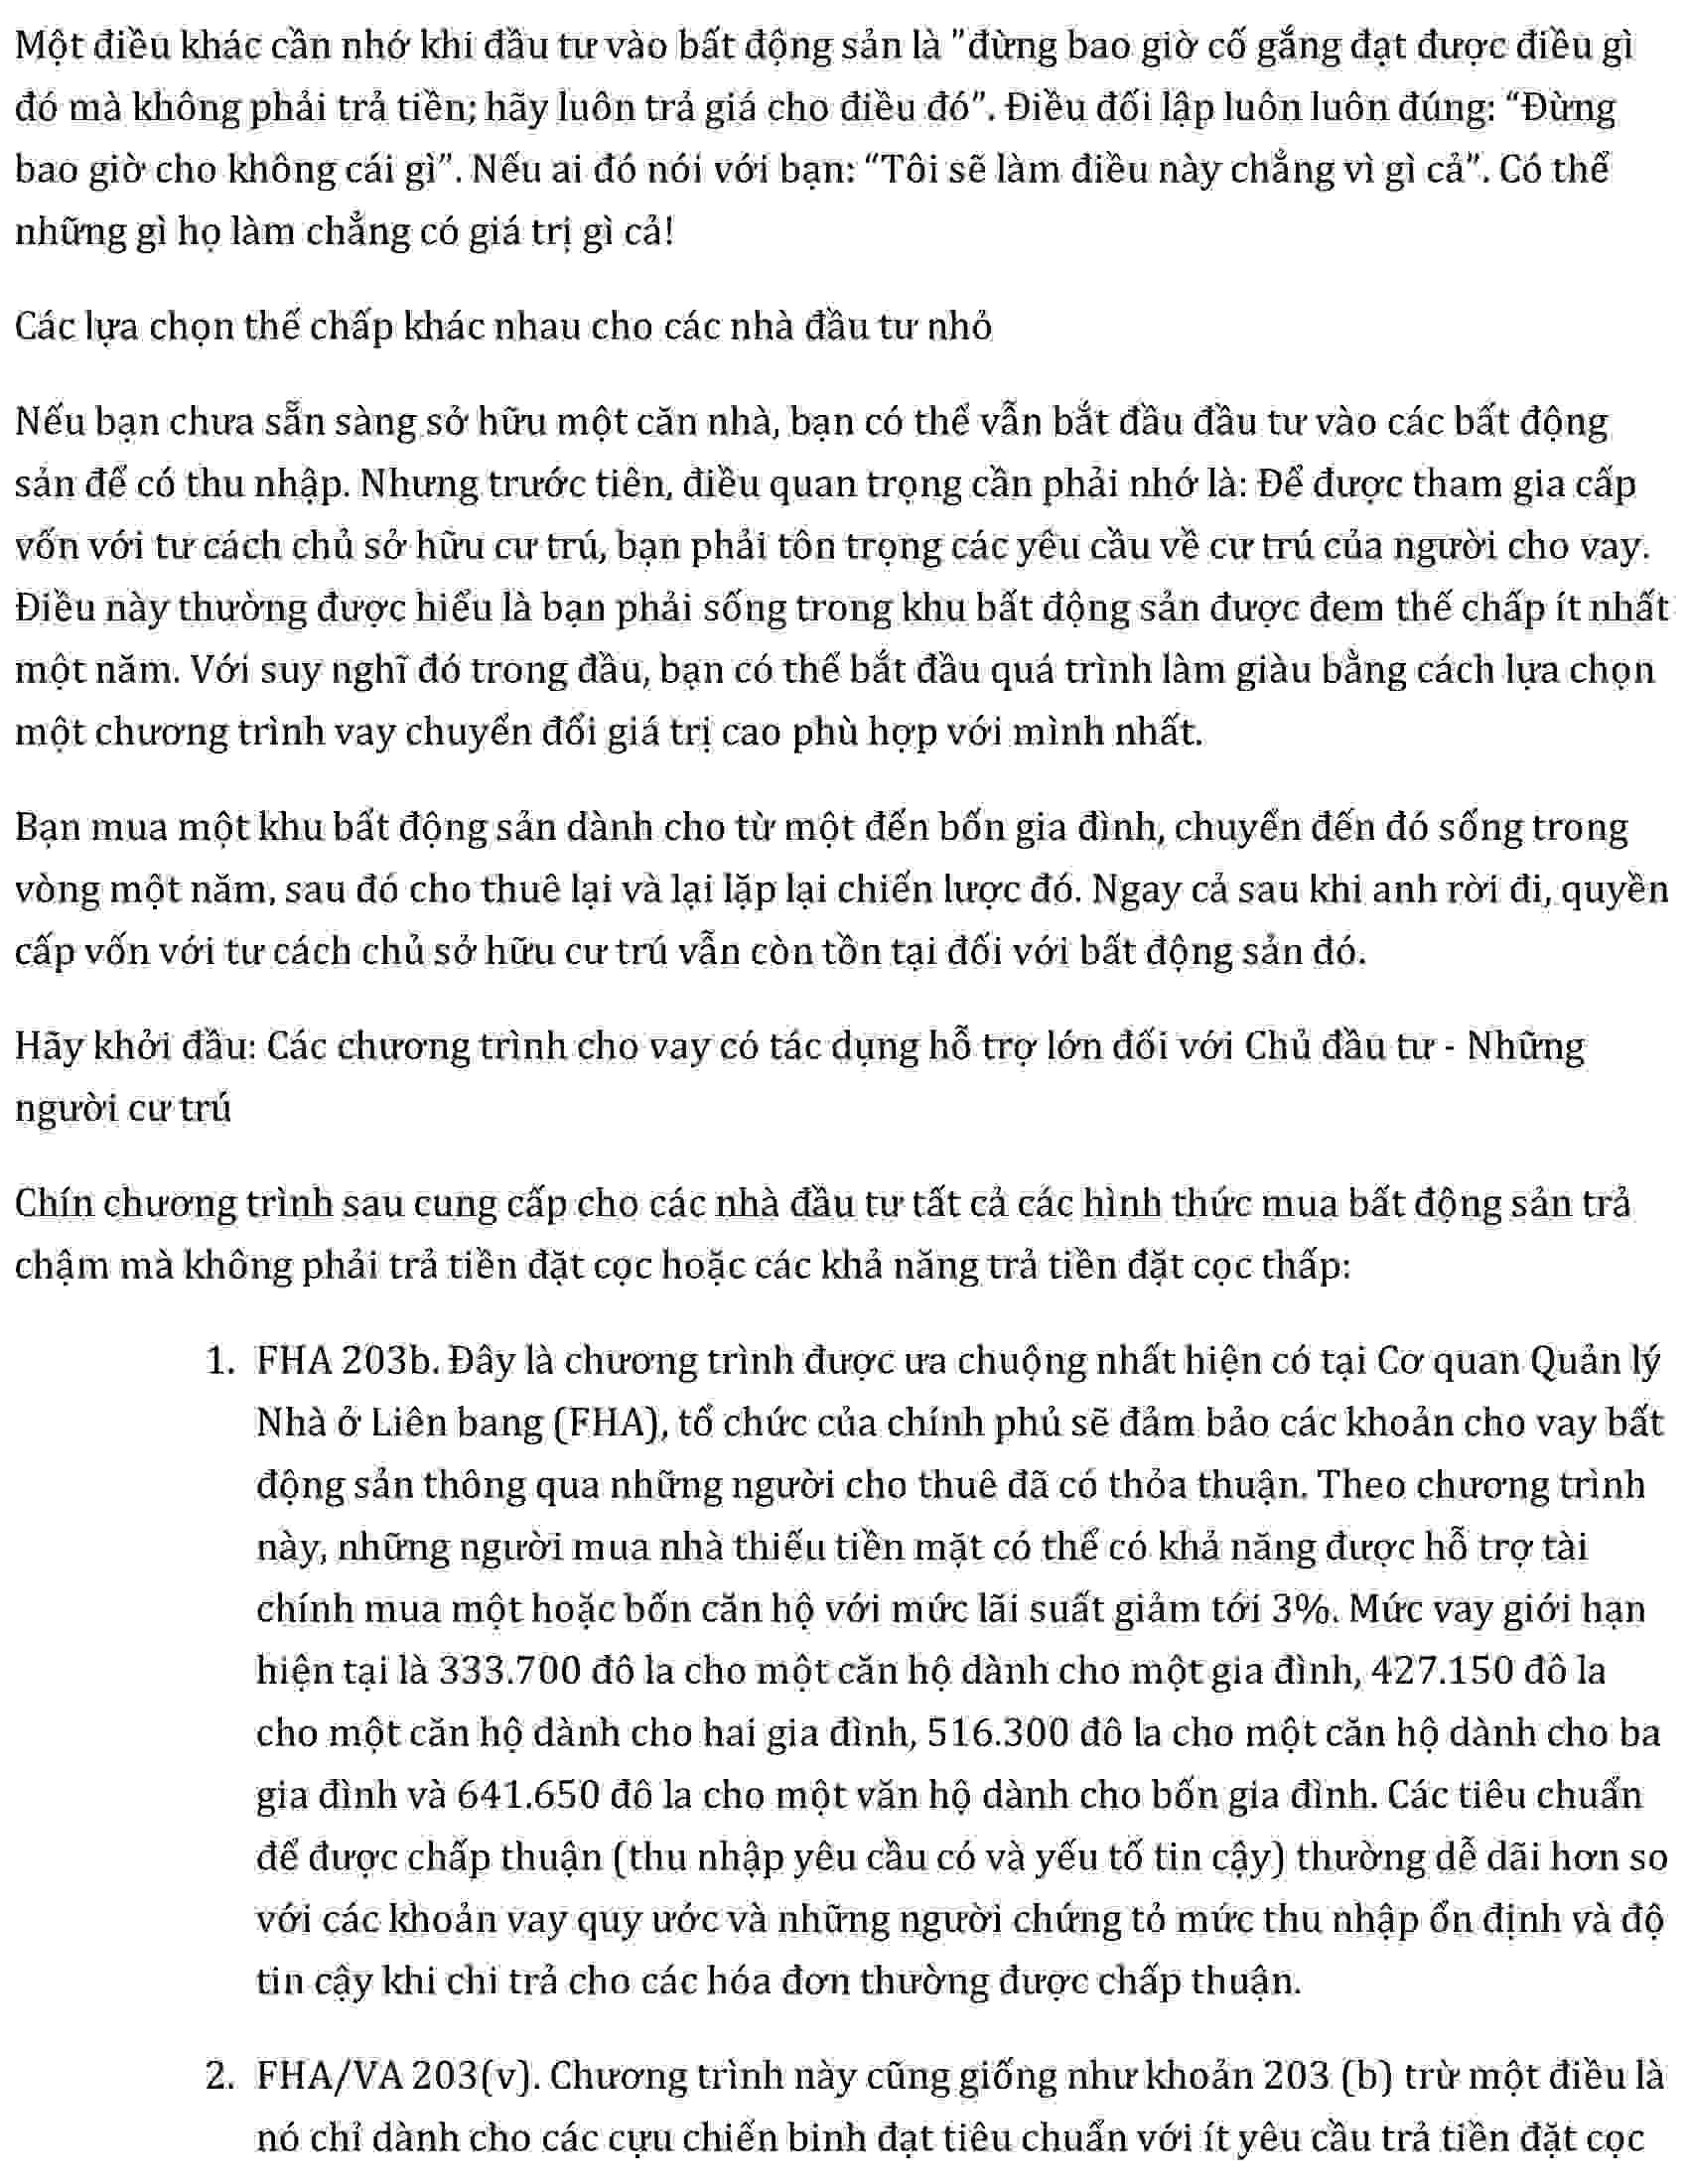 Một điều khác cần nhớ khi đầu tư vào bất động sản là "đừng bao giờ cố gắng đạt được điều gì
đó mà không phải trả tiền; hãy luôn trả giá cho điều đó”. Điều đối lập luôn luôn đúng: “Đừng
bao giờ cho không cái gì”. Nếu ai đó nói với bạn: “Tôi sẽ làm điều này chẳng vì gì cả”. Có thể
những gì họ làm chẳng có giá trị gì cả!
Các lựa chọn thế chấp khác nhau cho các nhà đầu tư nhỏ
Nếu bạn chưa sẵn sàng sở hữu một căn nhà, bạn có thể vẫn bắt đầu đầu tư vào các bất động
sản để có thu nhập. Nhưng trước tiên, điều quan trọng cần phải nhớ là: Để được tham gia cấp
vốn với tư cách chủ sở hữu cư trú, bạn phải tôn trọng các yêu cầu về cư trú của người cho vay.
Điều này thường được hiểu là bạn phải sống trong khu bất động sản được đem thế chấp ít nhất
một năm. Với suy nghĩ đó trong đầu, bạn có thể bắt đầu quá trình làm giàu bằng cách lựa chọn
một chương trình vay chuyển đổi giá trị cao phù hợp với mình nhất.
Bạn mua một khu bất động sản dành cho từ một đến bốn gia đình, chuyển đến đó sống trong
vòng một năm, sau đó cho thuê lại và lại lặp lại chiến lược đó. Ngay cả sau khi anh rời đi, quyền
cấp vốn với tư cách chủ sở hữu cư trú vẫn còn tồn tại đối với bất động sản đó.
Hãy khởi đầu: Các chương trình cho vay có tác dụng hỗ trợ lớn đối với Chủ đầu tư - Những
người cư trú
Chín chương trình sau cung cấp cho các nhà đầu tư tất cả các hình thức mua bất động sản trả
chậm mà không phải trả tiền đặt cọc hoặc các khả năng trả tiền đặt cọc thấp:
1. FHA 203b. Đây là chương trình được ưa chuộng nhất hiện có tại Cơ quan Quản lý
Nhà ở Liên bang (FHA), tổ chức của chính phủ sẽ đảm bảo các khoản cho vay bất
động sản thông qua những người cho thuê đã có thỏa thuận. Theo chương trình
này, những người mua nhà thiếu tiền mặt có thể có khả năng được hỗ trợ tài
chính mua một hoặc bốn căn hộ với mức lãi suất giảm tới 3%. Mức vay giới hạn
hiện tại là 333.700 đô la cho một căn hộ dành cho một gia đình, 427.150 đô la
cho một căn hộ dành cho hai gia đình, 516.300 đô la cho một căn hộ dành cho ba
gia đình và 641.650 đô la cho một văn hộ dành cho bốn gia đình. Các tiêu chuẩn
để được chấp thuận (thu nhập yêu cầu có và yếu tố tin cậy) thường dễ dãi hơn so
với các khoản vay quy ước và những người chứng tỏ mức thu nhập ổn định và độ
tin cậy khi chi trả cho các hóa đơn thường được chấp thuận.
2. FHA/VA 203(v). Chương trình này cũng giống như khoản 203 (b) trừ một điều là
nó chỉ dành cho các cựu chiến binh đạt tiêu chuẩn với ít yêu cầu trả tiền đặt cọc